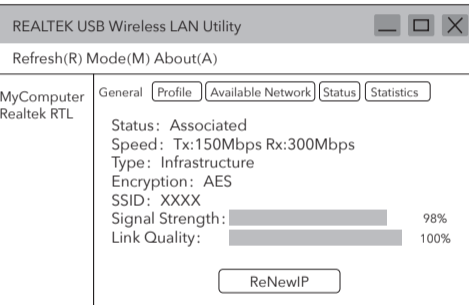 REALTEK USB Wireless LAN Utility
Refresh(R) Mode(M) About(A)
MyComputer
Realtek RTL
General Profile Available Network Status Statistics
Status: Associated
Speed: Tx:150Mbps Rx:300Mbps
Type: Infrastructure
Encryption: AES
SSID: XXXX
Signal Strength: 98%
Link Quality: 100%
ReNewIP